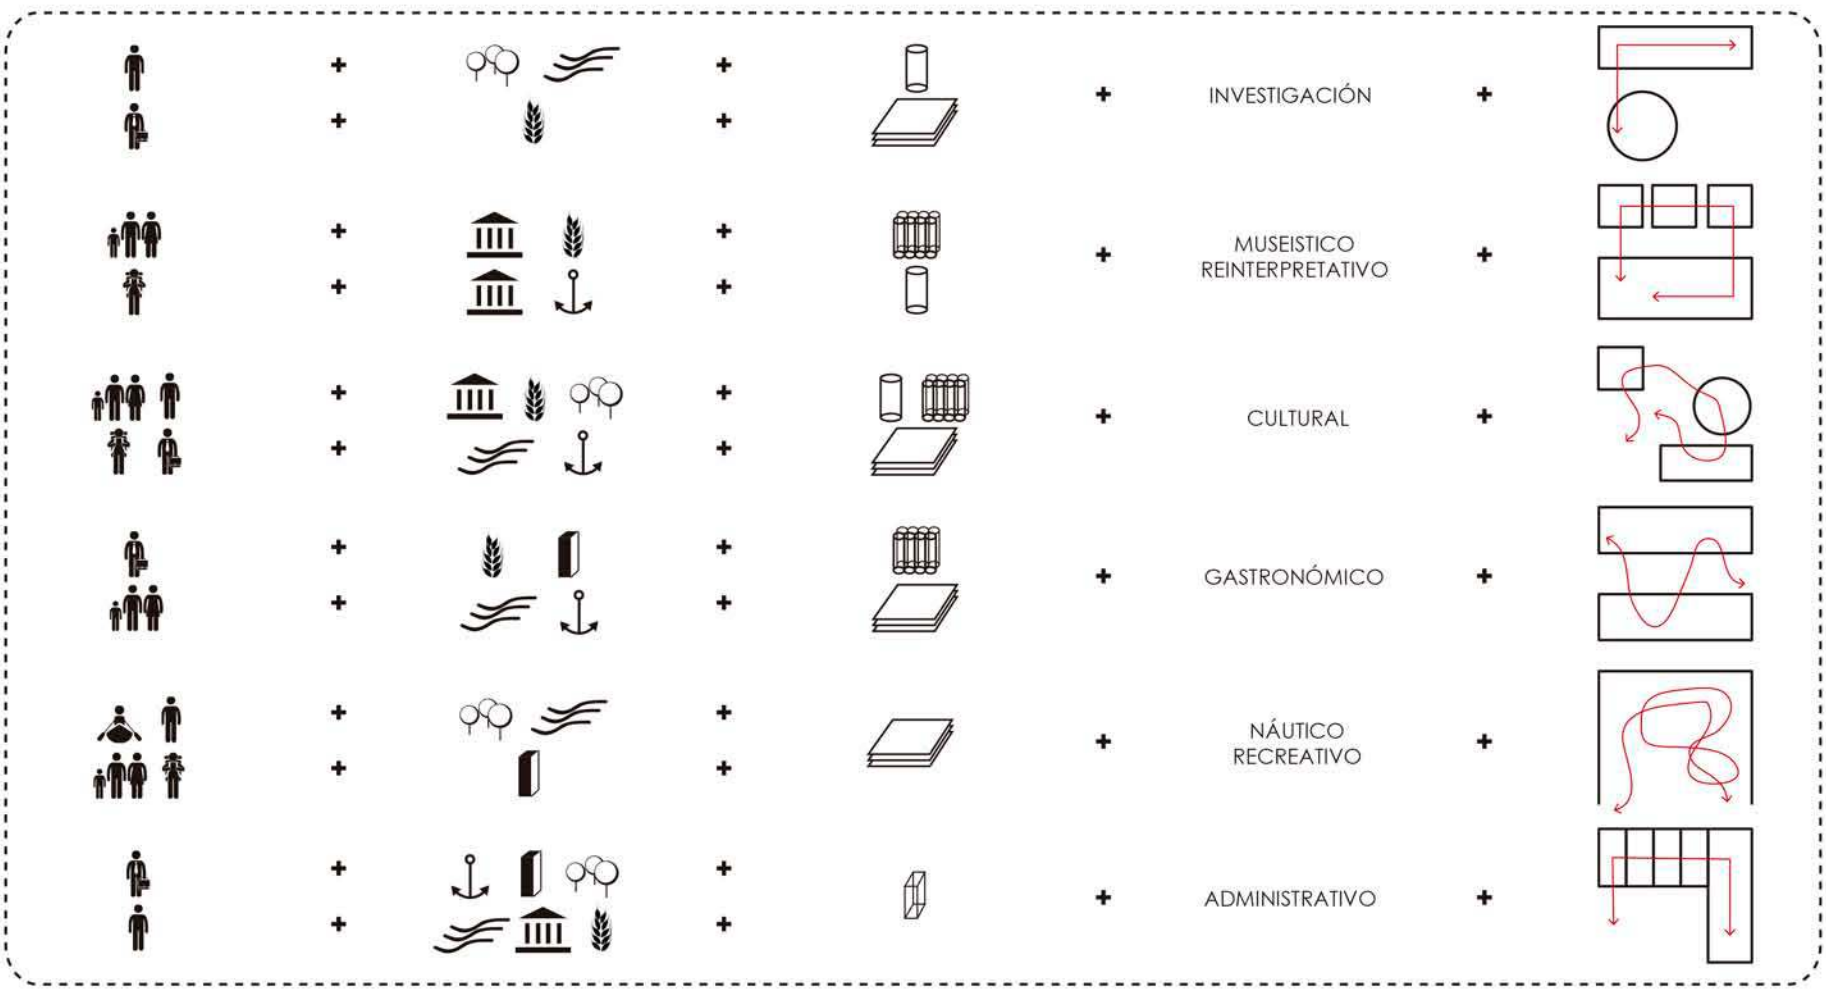 INVESTIGACIÓN
MUSEISTICO
REINTERPRETATIVO
CULTURAL
GASTRONÓMICO
NÁUTICO
RECREATIVO
ADMINISTRATIVO